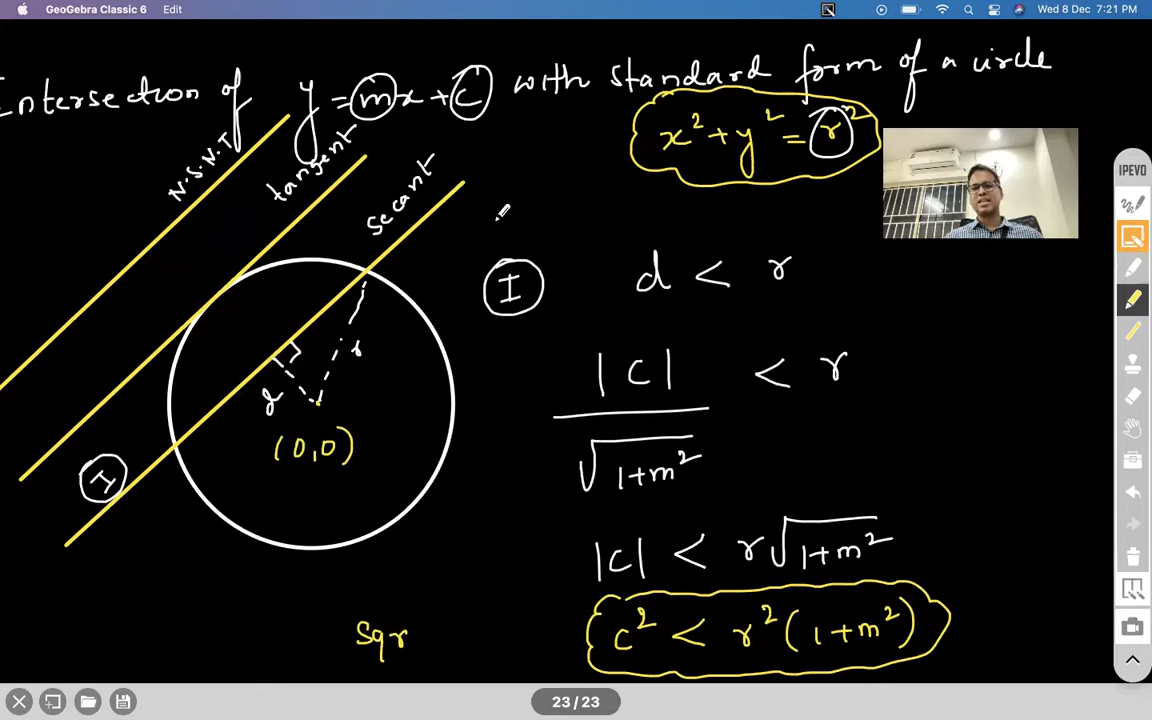 GeoGebra Classic 6 Edit Wed 8 Dec 7:21 PM
Intersection of y = mx + c with standard form of a circle
x² + y² = r²
N.S.N.T
tangent
secant
IPEVO
I
d < r
r
d
|c| / √(1+m²) < r
(0,0)
I
|c| < r√(1+m²)
Sqr
c² < r²(1+m²)
23/23